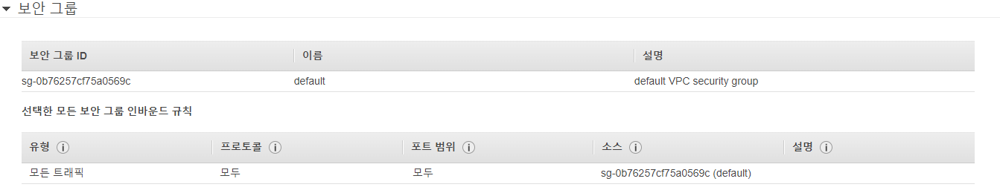 보안 그룹
보안 그룹 ID 이름 설명
sg-0b76257cf75a0569c default default VPC security group
선택한 모든 보안 그룹 인바운드 규칙
유형 프로토콜 포트 범위 소스 설명
모든 트래픽 모두 모두 sg-0b76257cf75a0569c (default)